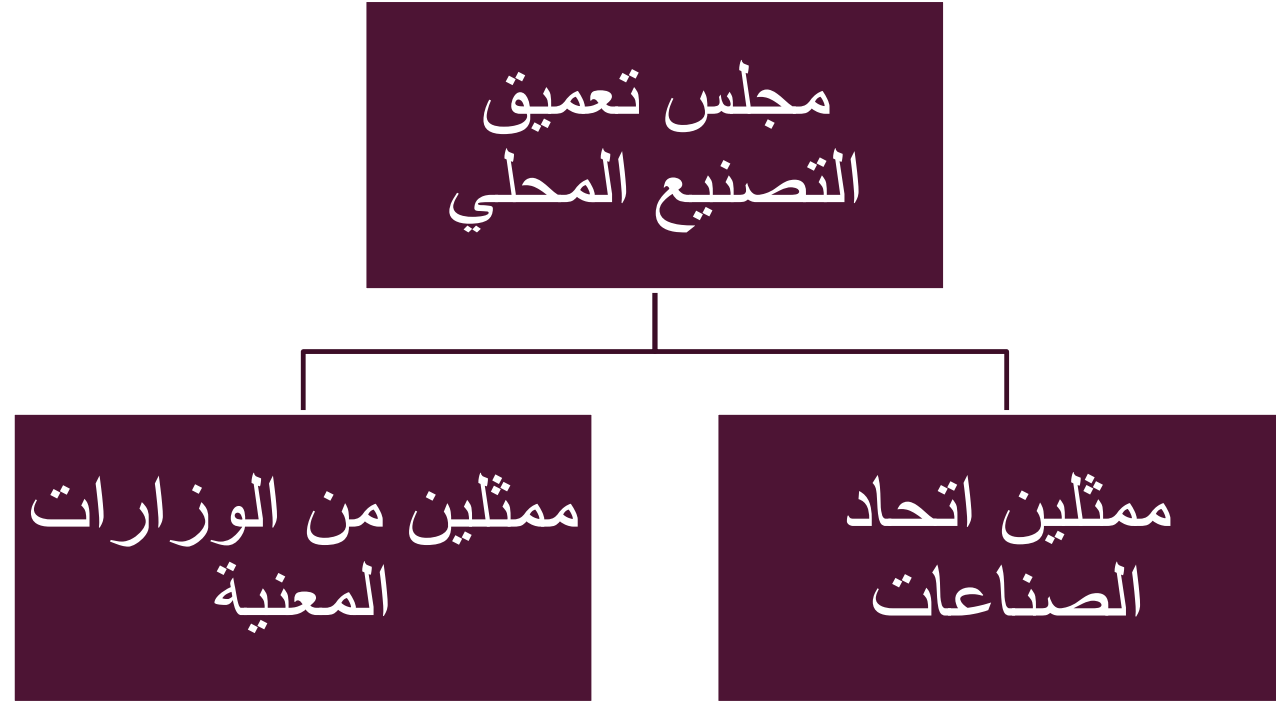 مجلس تعميق
التصنيع المحلي
ممثلين اتحاد
الصناعات
ممثلين من الوزارات
المعنية